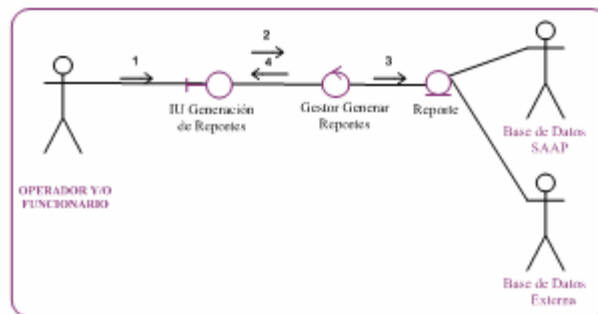 1
2
4
3
IU Generación
de Reportes
Gestor Generar
Reportes
Reporte
Base de Datos
SAAP
OPERADOR Y/O
FUNCIONARIO
Base de Datos
Externa